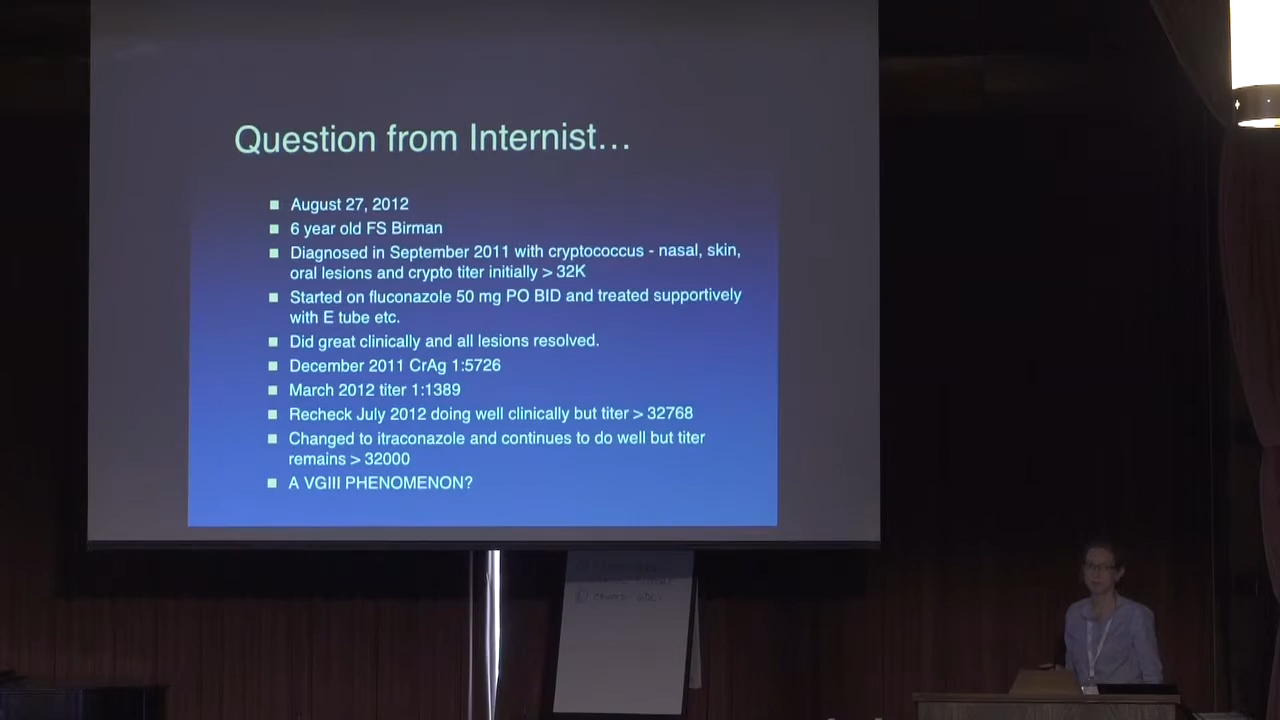 Question from Internist...
August 27, 2012
6 year old FS Birman
Diagnosed in September 2011 with cryptococcus - nasal, skin,
oral lesions and crypto titer initially > 32K
Started on fluconazole 50 mg PO BID and treated supportively
with E tube etc.
Did great clinically and all lesions resolved.
December 2011 CrAg 1:5726
March 2012 titer 1:1389
Recheck July 2012 doing well clinically but titer > 32768
Changed to itraconazole and continues to do well but titer
remains > 32000
A VGIII PHENOMENON?